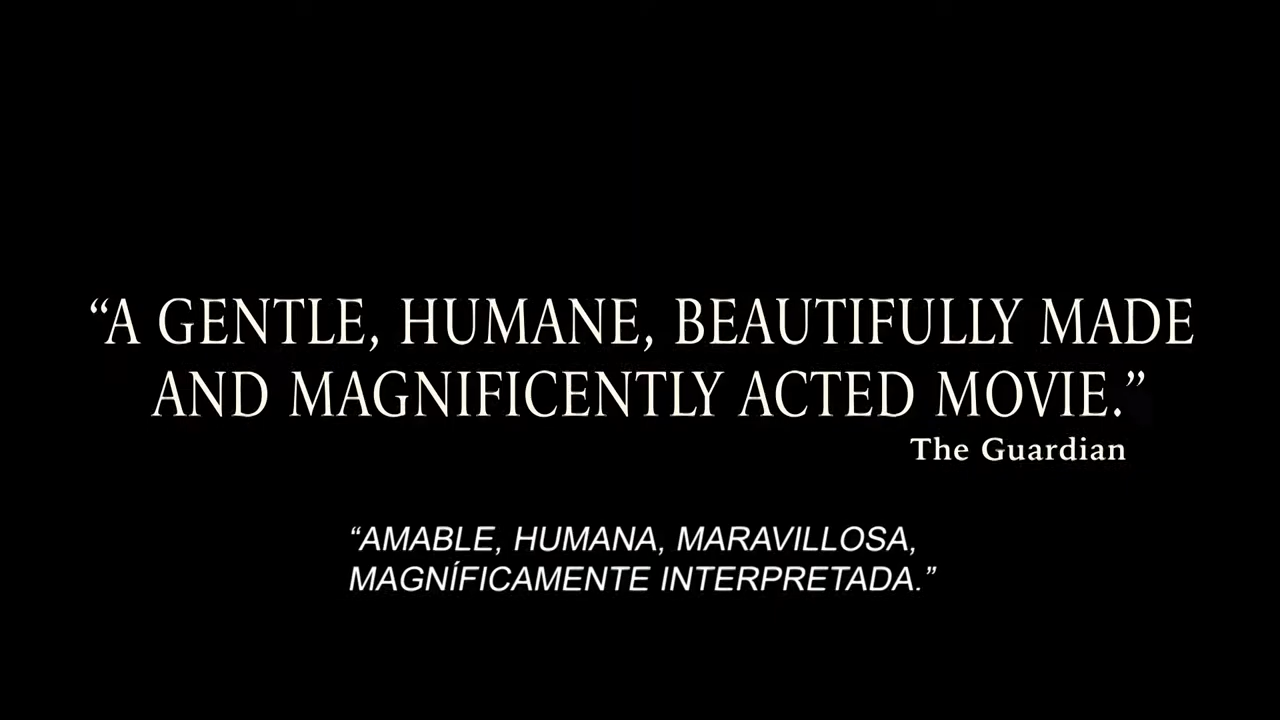 “A GENTLE, HUMANE, BEAUTIFULLY MADE
AND MAGNIFICENTLY ACTED MOVIE.”
The Guardian
“AMABLE, HUMANA, MARAVILLOSA,
MAGNÍFICAMENTE INTERPRETADA.”